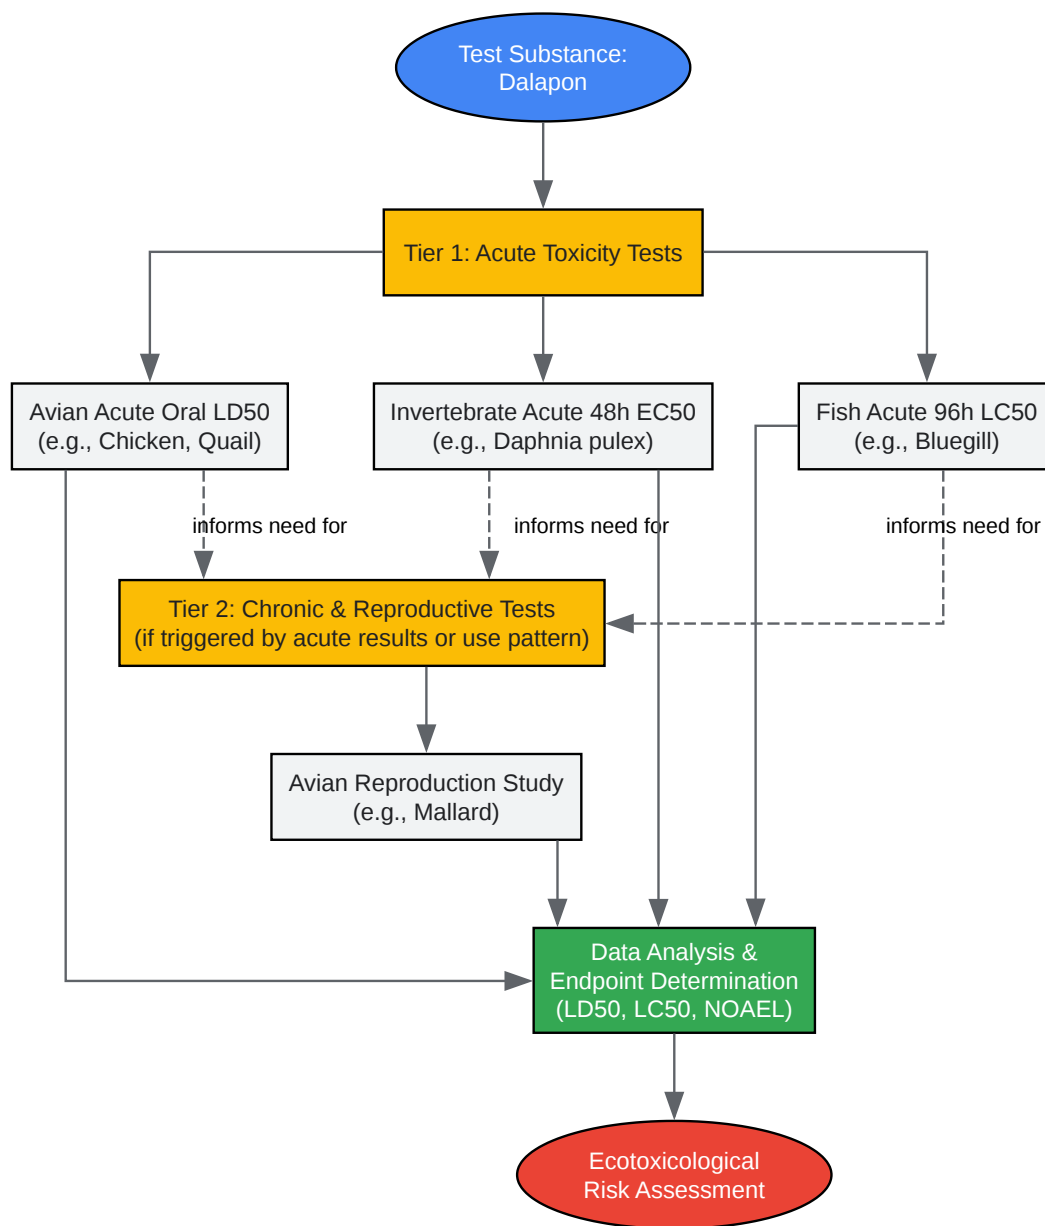 Test Substance:
Dalapon
Tier 1: Acute Toxicity Tests
Avian Acute Oral LD50
(e.g., Chicken, Quail)
Invertebrate Acute 48h EC50
(e.g., Daphnia pulex)
Fish Acute 96h LC50
(e.g., Bluegill)
informs need for
informs need for
informs need for
Tier 2: Chronic & Reproductive Tests
(if triggered by acute results or use pattern)
Avian Reproduction Study
(e.g., Mallard)
Data Analysis &
Endpoint Determination
(LD50, LC50, NOAEL)
Ecotoxicological
Risk Assessment